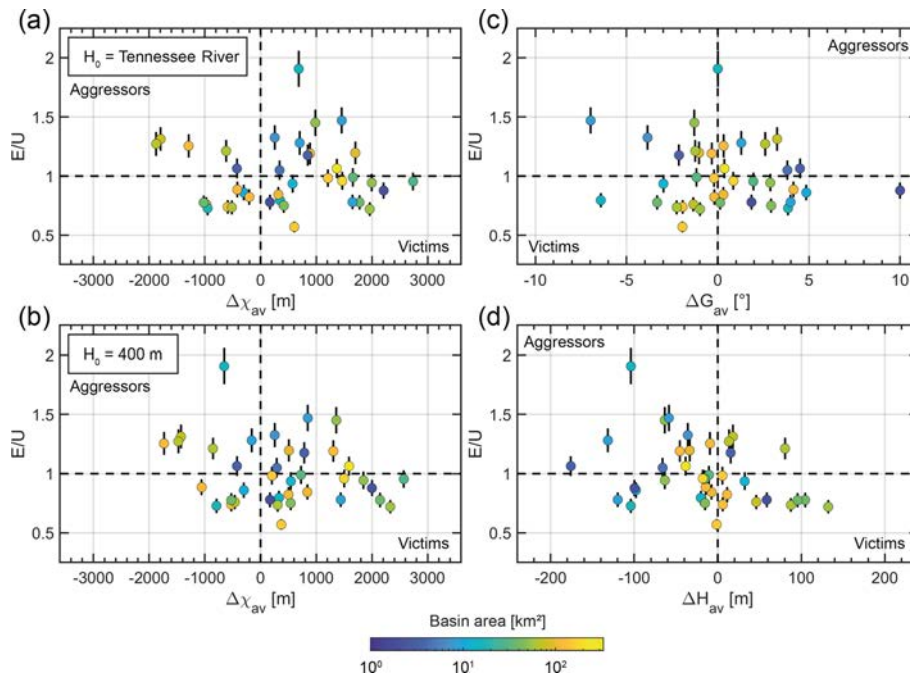 (a)
H₀ = Tennessee River
Aggressors
Victims
E/U
2
1.5
1
0.5
-3000 -2000 -1000 0 1000 2000 3000
Δχav [m]
(c)
Aggressors
Victims
E/U
2
1.5
1
0.5
-10 -5 0 5 10
ΔGav [°]
(b)
H₀ = 400 m
Aggressors
Victims
E/U
2
1.5
1
0.5
-3000 -2000 -1000 0 1000 2000 3000
Δχav [m]
(d)
Aggressors
Victims
E/U
2
1.5
1
0.5
-200 -100 0 100 200
ΔHav [m]
Basin area [km²]
10⁰ 10¹ 10²